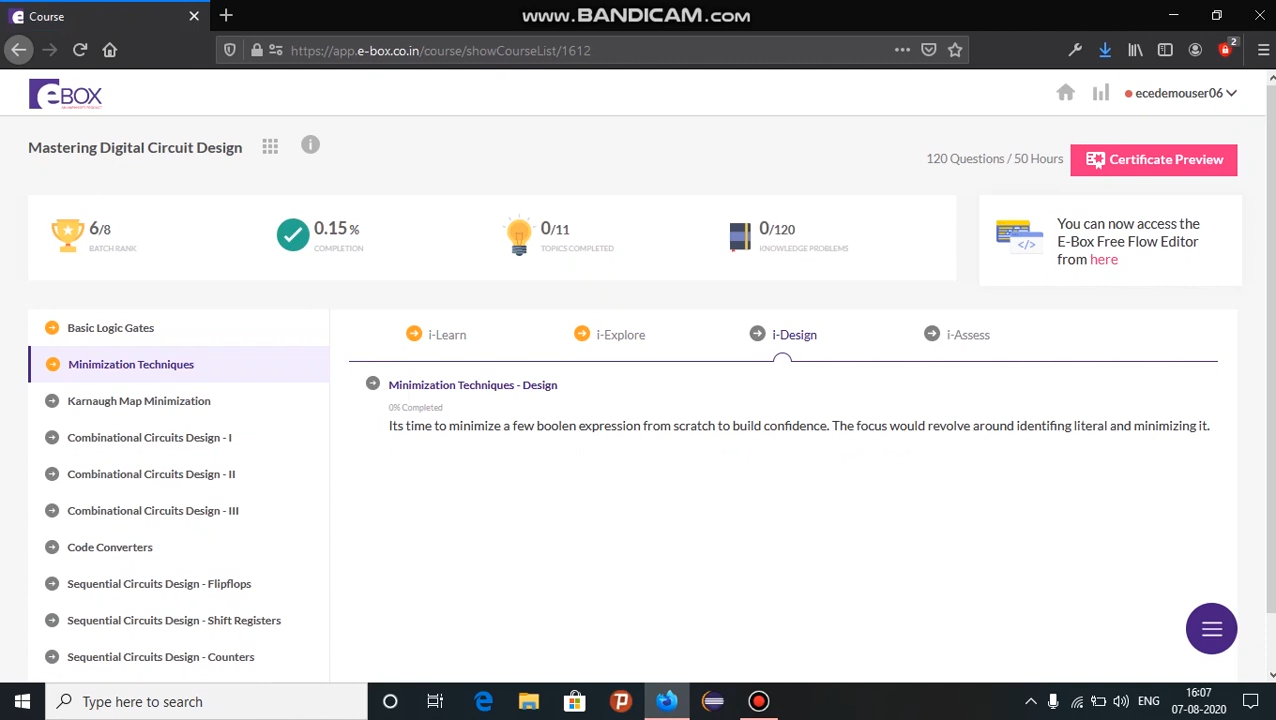 Course
www.BANDICAM.com
https://app.e-box.co.in/course/showCourseList/1612
2
eBOX
ecedemouser06
Mastering Digital Circuit Design
120 Questions / 50 Hours
Certificate Preview
6/8
BATCH RANK
0.15 %
COMPLETION
0/11
TOPICS COMPLETED
0/120
KNOWLEDGE PROBLEMS
You can now access the
E-Box Free Flow Editor
from here
Basic Logic Gates
Minimization Techniques
Karnaugh Map Minimization
Combinational Circuits Design - I
Combinational Circuits Design - II
Combinational Circuits Design - III
Code Converters
Sequential Circuits Design - Flipflops
Sequential Circuits Design - Shift Registers
Sequential Circuits Design - Counters
i-Learn
i-Explore
i-Design
i-Assess
Minimization Techniques - Design
0% Completed
Its time to minimize a few boolen expression from scratch to build confidence. The focus would revolve around identifing literal and minimizing it.
Type here to search
ENG
16:07
07-08-2020